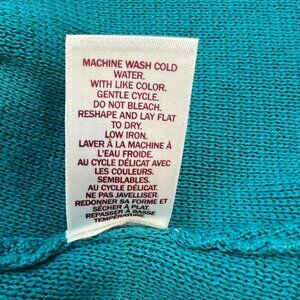 MACHINE WASH COLD
WATER.
WITH LIKE COLOR.
GENTLE CYCLE.
DO NOT BLEACH.
RESHAPE AND LAY FLAT
TO DRY.
LOW IRON.
LAVER À LA MACHINE À
L'EAU FROIDE.
AU CYCLE DÉLICAT AVEC
LES COULEURS
SEMBLABLES.
AU CYCLE DÉLICAT.
NE PAS JAVELLISER.
REDONNER SA FORME ET
SÉCHER À PLAT.
REPASSER À BASSE
TEMPÉRATURE.